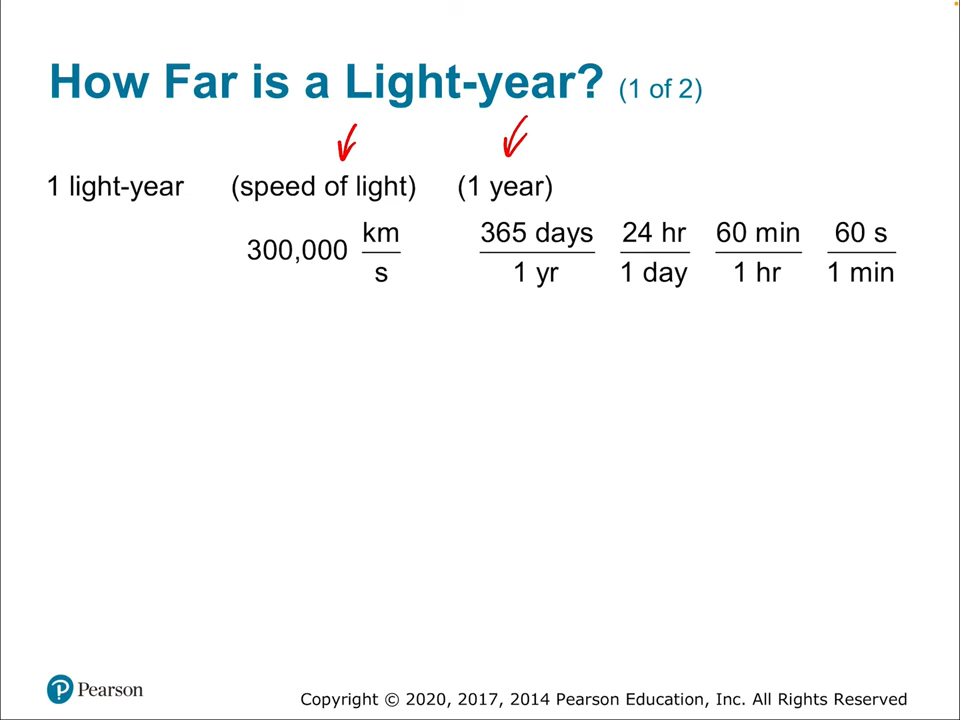 How Far is a Light-year? (1 of 2)
1 light-year (speed of light) (1 year)
300,000 km/s 365 days/1 yr 24 hr/1 day 60 min/1 hr 60 s/1 min
Pearson
Copyright © 2020, 2017, 2014 Pearson Education, Inc. All Rights Reserved